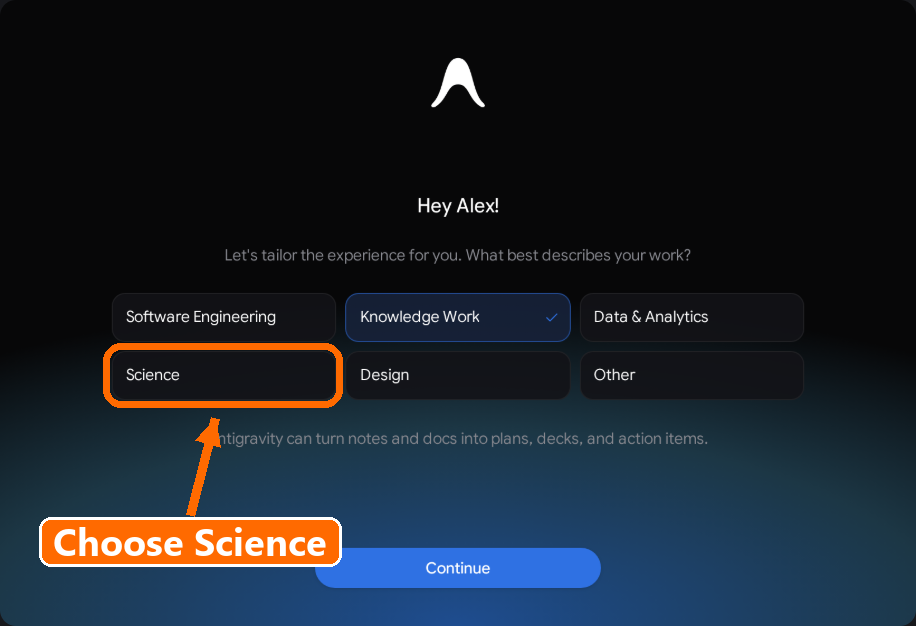 Hey Alex!
Let's tailor the experience for you. What best describes your work?
Software Engineering
Knowledge Work
Data & Analytics
Science
Design
Other
ntigravity can turn notes and docs into plans, decks, and action items.
Choose Science
Continue